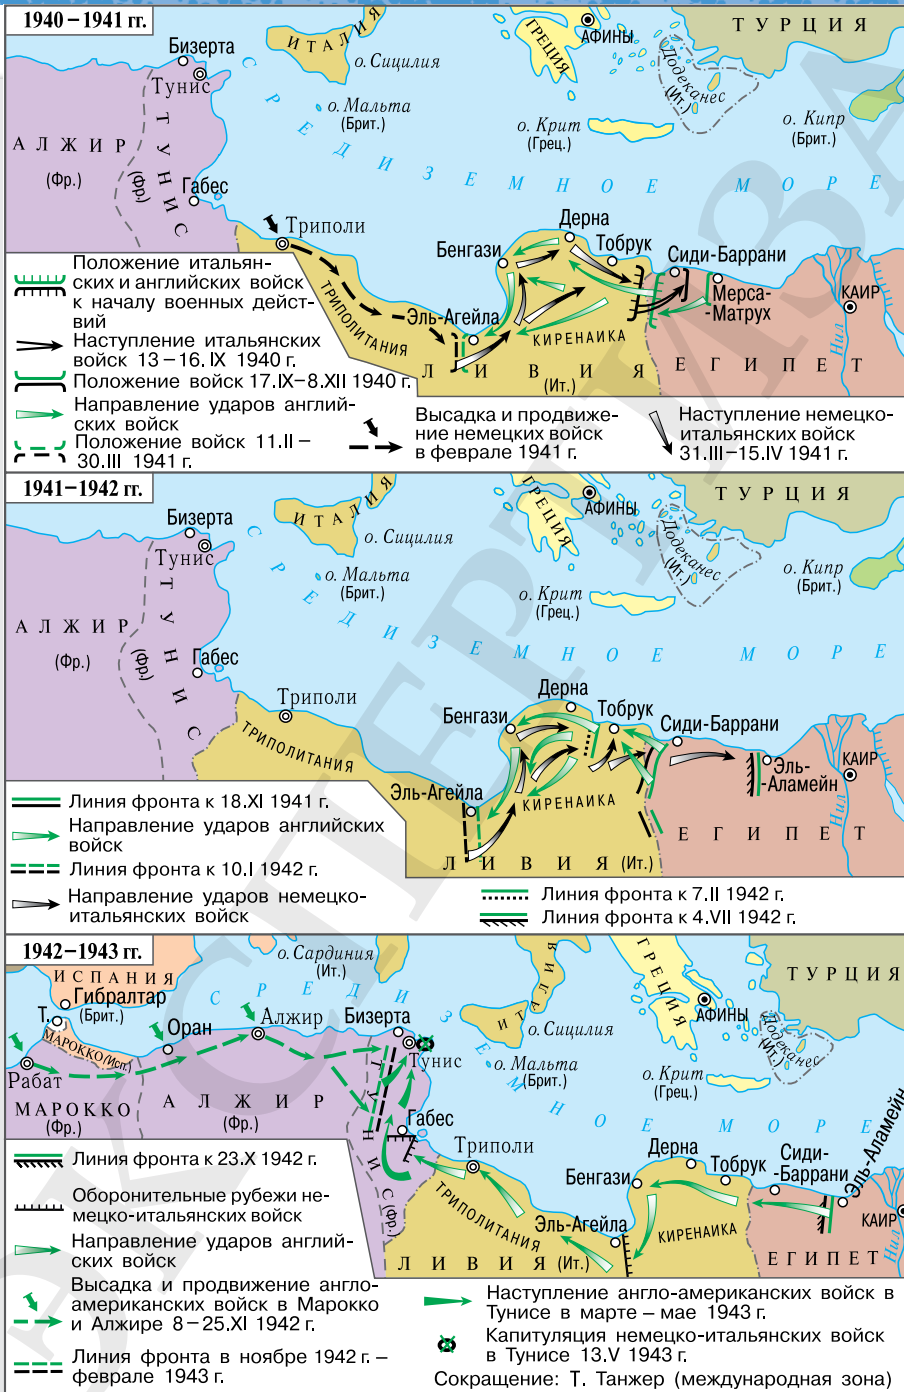 1940–1941 гг.
Бизерта
Тунис
ИТАЛИЯ
о. Сицилия
о. Мальта
(Брит.)
ГРЕЦИЯ
АФИНЫ
ТУРЦИЯ
Додеканес
(Ит.)
о. Крит
(Грец.)
о. Кипр
(Брит.)
СРЕДИЗЕМНОЕ МОРЕ
АЛЖИР
(Фр.)
ТУНИС
(Фр.)
Габес
Триполи
Бенгази
Дерна
Тобрук
Сиди-Баррани
Мерса-
-Матрух
КАИР
Нил
Эль-Агейла
ТРИПОЛИТАНИЯ
КИРЕНАИКА
ЛИВИЯ
(Ит.)
ЕГИПЕТ
Положение итальян-
ских и английских войск
к началу военных дейст-
вий
Наступление итальянских
войск 13–16.IX 1940 г.
Положение войск 17.IX–8.XII 1940 г.
Направление ударов англий-
ских войск
Положение войск 11.II –
30.III 1941 г.
Высадка и продвиже-
ние немецких войск
в феврале 1941 г.
Наступление немецко-
итальянских войск
31.III–15.IV 1941 г.
1941–1942 гг.
Бизерта
Тунис
ИТАЛИЯ
о. Сицилия
о. Мальта
(Брит.)
ГРЕЦИЯ
АФИНЫ
ТУРЦИЯ
Додеканес
(Ит.)
о. Крит
(Грец.)
о. Кипр
(Брит.)
СРЕДИЗЕМНОЕ МОРЕ
АЛЖИР
(Фр.)
ТУНИС
(Фр.)
Габес
Триполи
Бенгази
Дерна
Тобрук
Сиди-Баррани
Эль-
-Аламейн
КАИР
Нил
Эль-Агейла
ТРИПОЛИТАНИЯ
КИРЕНАИКА
ЛИВИЯ (Ит.)
ЕГИПЕТ
Линия фронта к 18.XI 1941 г.
Направление ударов английских
войск
Линия фронта к 10.I 1942 г.
Направление ударов немецко-
итальянских войск
Линия фронта к 7.II 1942 г.
Линия фронта к 4.VII 1942 г.
1942–1943 гг.
ИСПАНИЯ
Гибралтар
(Брит.)
Т.
МАРОККО (Исп.)
Рабат
МАРОККО
(Фр.)
Оран
Алжир
АЛЖИР
(Фр.)
о. Сардиния
(Ит.)
Бизерта
Тунис
ТУНИС (Фр.)
Габес
ИТАЛИЯ
о. Сицилия
о. Мальта
(Брит.)
ГРЕЦИЯ
АФИНЫ
ТУРЦИЯ
Додеканес
(Ит.)
о. Крит
(Грец.)
СРЕДИЗЕМНОЕ МОРЕ
Триполи
ТРИПОЛИТАНИЯ
Эль-Агейла
Бенгази
Дерна
Тобрук
КИРЕНАИКА
Сиди-
-Баррани
Эль-Аламейн
КАИР
Нил
ЛИВИЯ (Ит.)
ЕГИПЕТ
Линия фронта к 23.X 1942 г.
Оборонительные рубежи не-
мецко-итальянских войск
Направление ударов англий-
ских войск
Высадка и продвижение англо-
американских войск в Марокко
и Алжире 8–25.XI 1942 г.
Линия фронта в ноябре 1942 г. –
феврале 1943 г.
Наступление англо-американских войск в
Тунисе в марте – мае 1943 г.
Капитуляция немецко-итальянских войск
в Тунисе 13.V 1943 г.
Сокращение: Т. Танжер (международная зона)
ЭКСПЕРТИЗА